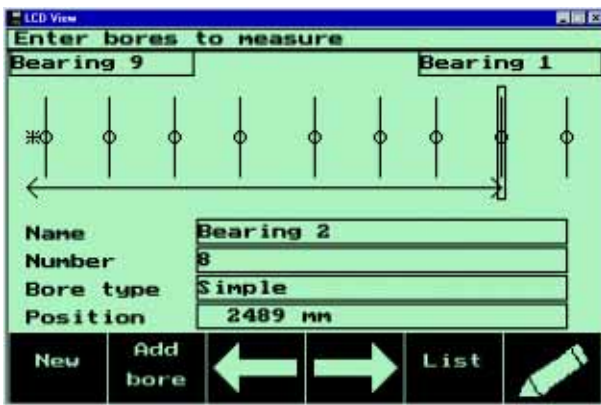 LCD View
Enter bores to measure
Bearing 9 Bearing 1
Name Bearing 2
Number 8
Bore type Simple
Position 2489 mm
New Add bore List